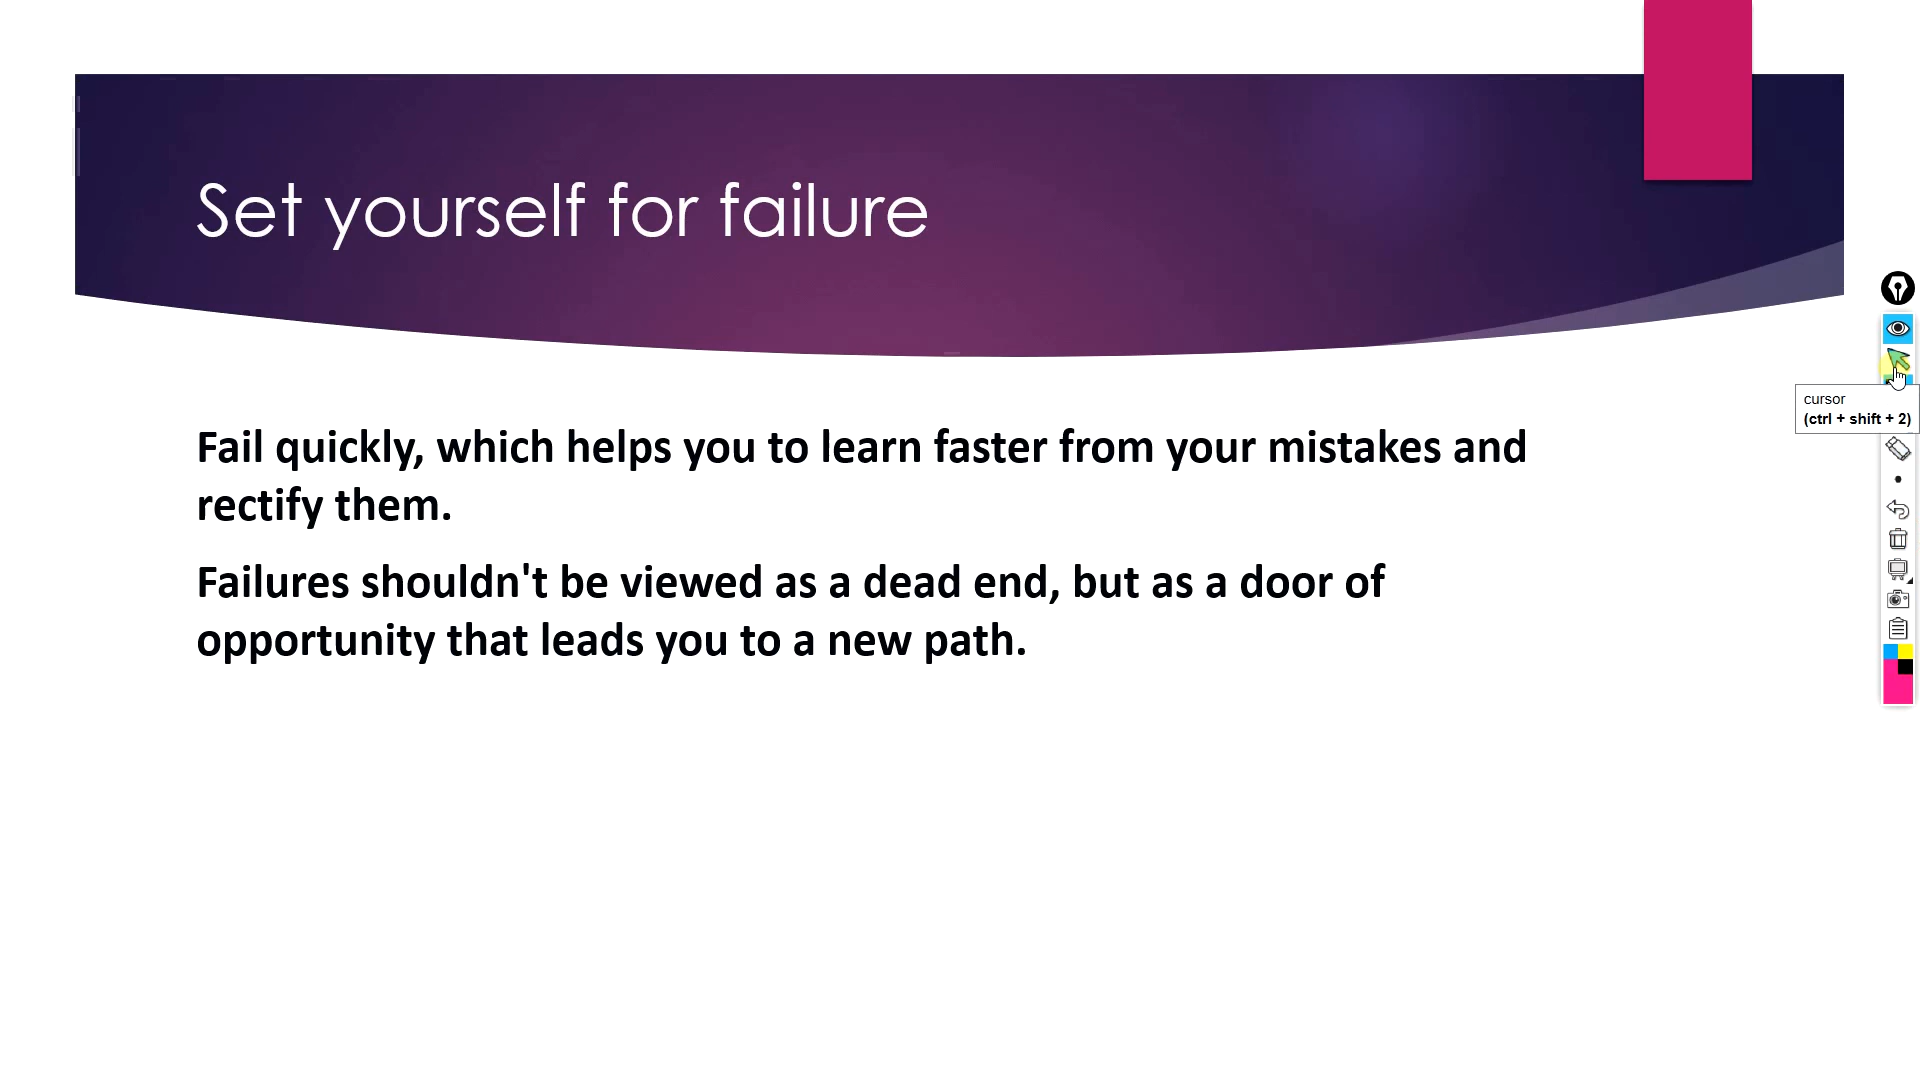 Set yourself for failure
Fail quickly, which helps you to learn faster from your mistakes and
rectify them.
Failures shouldn't be viewed as a dead end, but as a door of
opportunity that leads you to a new path.
cursor
(ctrl + shift + 2)